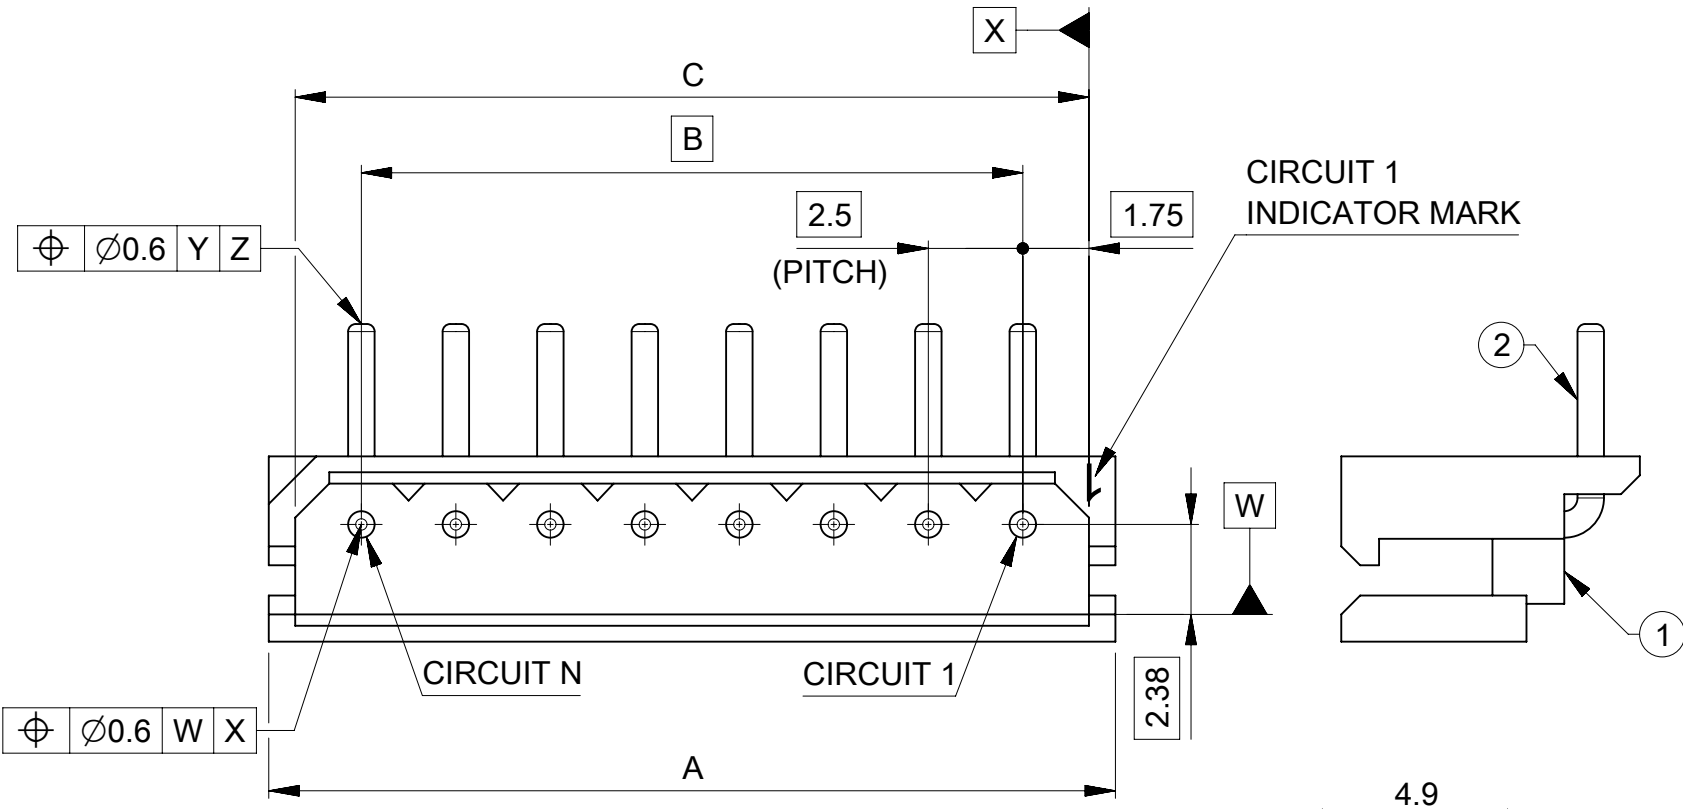 X
C
B
CIRCUIT 1
INDICATOR MARK
2.5
1.75
(PITCH)
⌖ ∅0.6 Y Z
2
W
CIRCUIT N
CIRCUIT 1
2.38
1
⌖ ∅0.6 W X
A
4.9